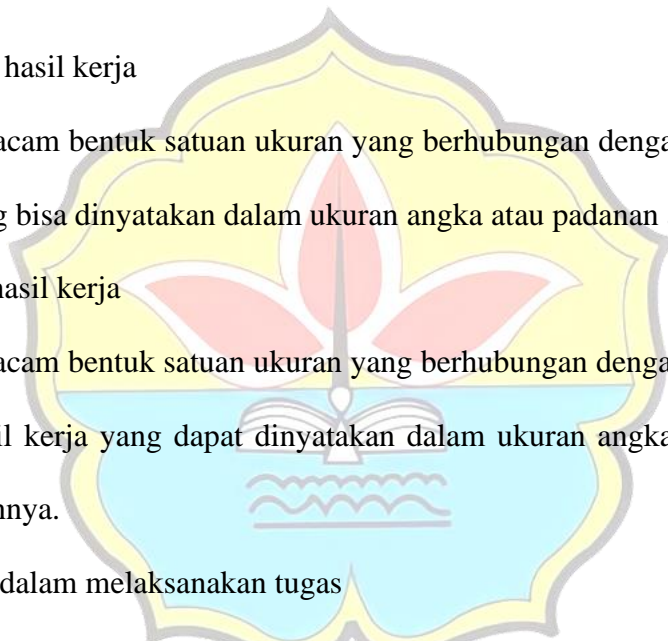 hasil kerja
acam bentuk satuan ukuran yang berhubungan denga
g bisa dinyatakan dalam ukuran angka atau padanan
hasil kerja
acam bentuk satuan ukuran yang berhubungan denga
il kerja yang dapat dinyatakan dalam ukuran angka
nnya.
dalam melaksanakan tugas